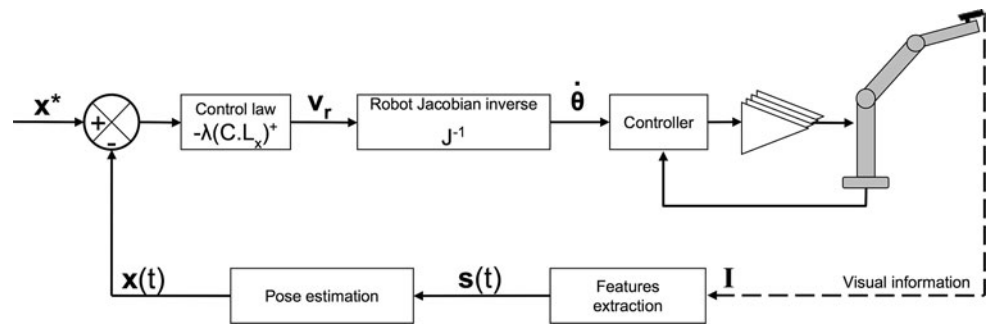 x*
+
-
Control law
-λ(C.Lₓ)⁺
vᵣ
Robot Jacobian inverse
J⁻¹
θ̇
Controller
x(t)
Pose estimation
s(t)
Features
extraction
I
Visual information